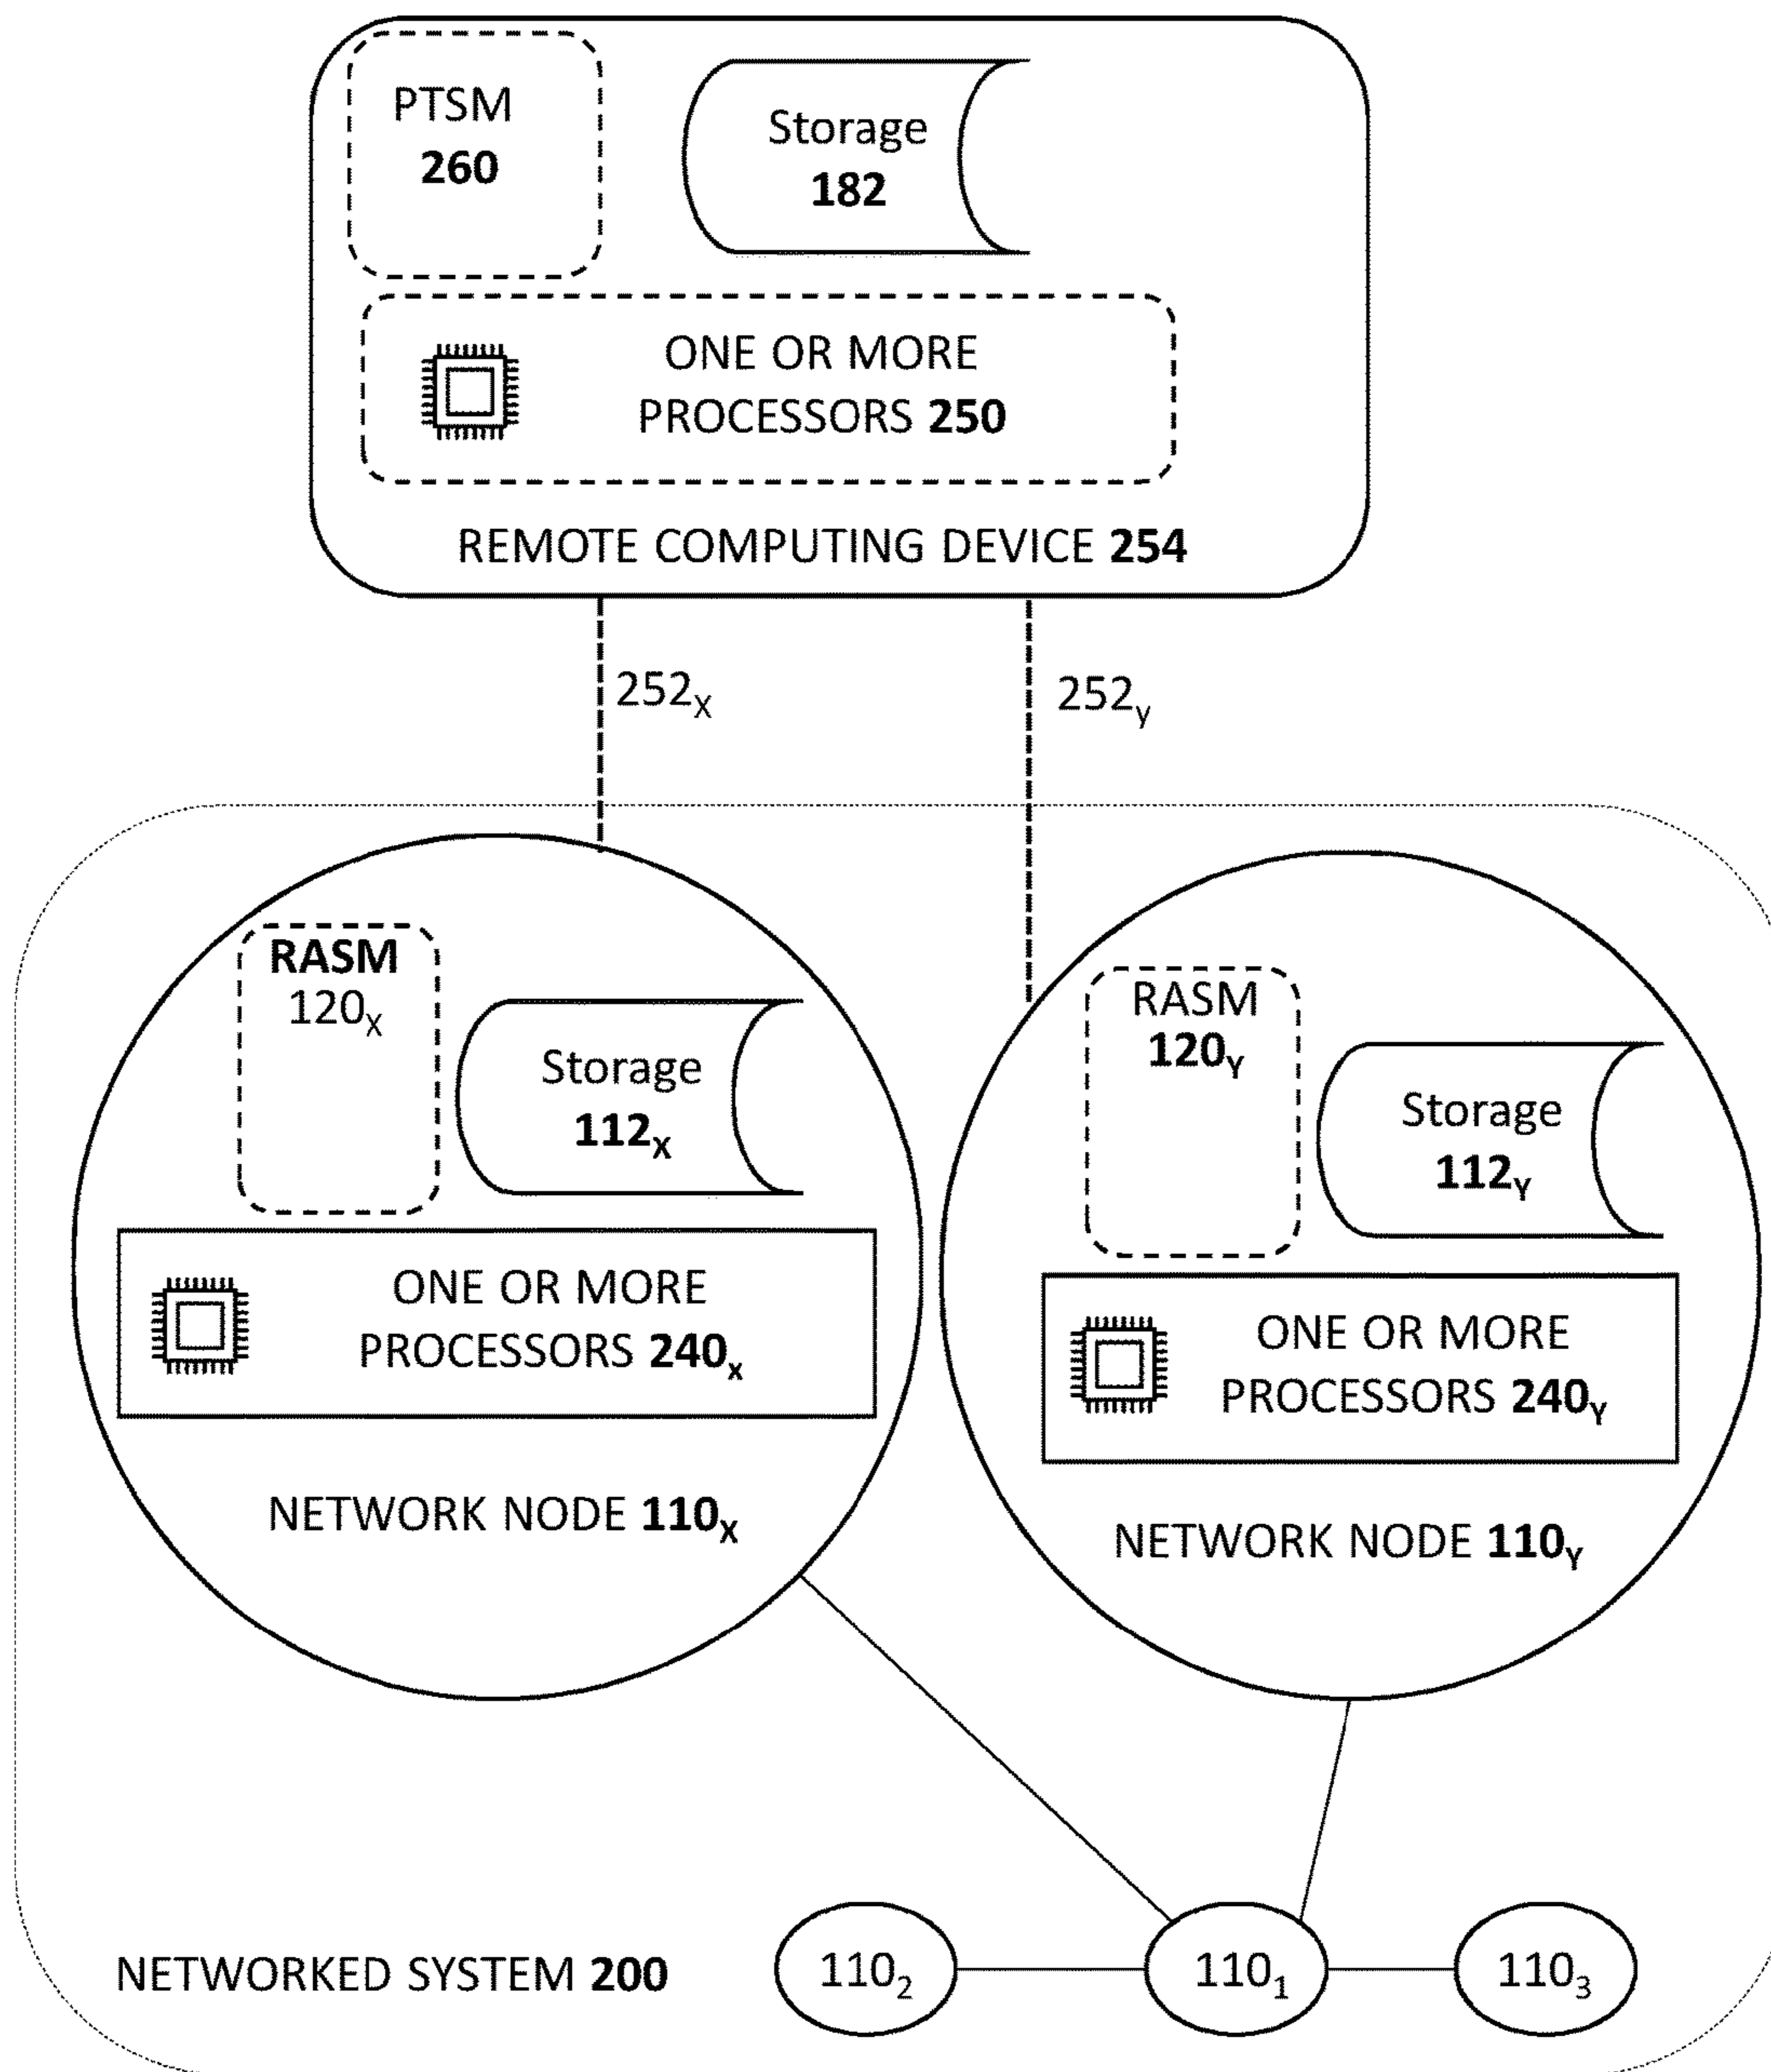 PTSM
260
Storage
182
ONE OR MORE
PROCESSORS 250
REMOTE COMPUTING DEVICE 254
252X
252y
RASM
120X
Storage
112X
ONE OR MORE
PROCESSORS 240x
NETWORK NODE 110X
RASM
120Y
Storage
112Y
ONE OR MORE
PROCESSORS 240Y
NETWORK NODE 110Y
NETWORKED SYSTEM 200
1102
1101
1103